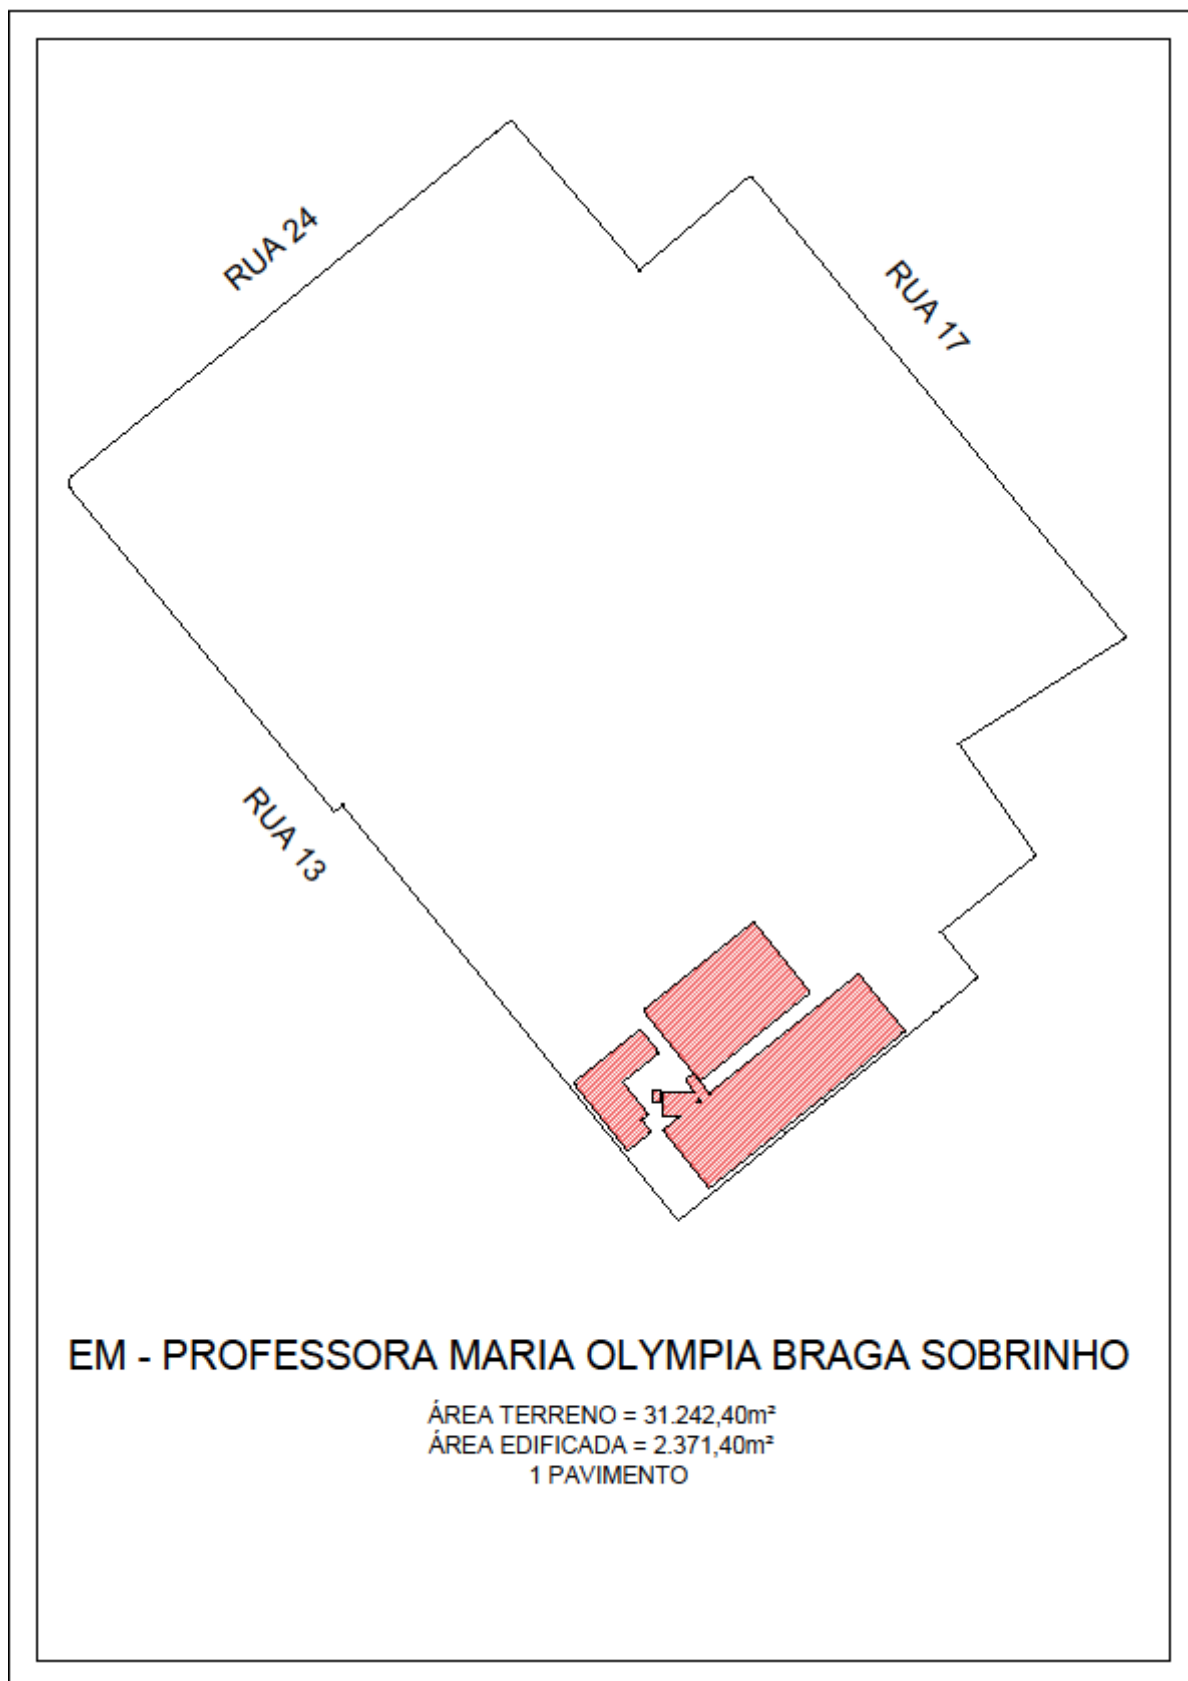 RUA 24
RUA 17
RUA 13
EM - PROFESSORA MARIA OLYMPIA BRAGA SOBRINHO
ÁREA TERRENO = 31.242,40m²
ÁREA EDIFICADA = 2.371,40m²
1 PAVIMENTO